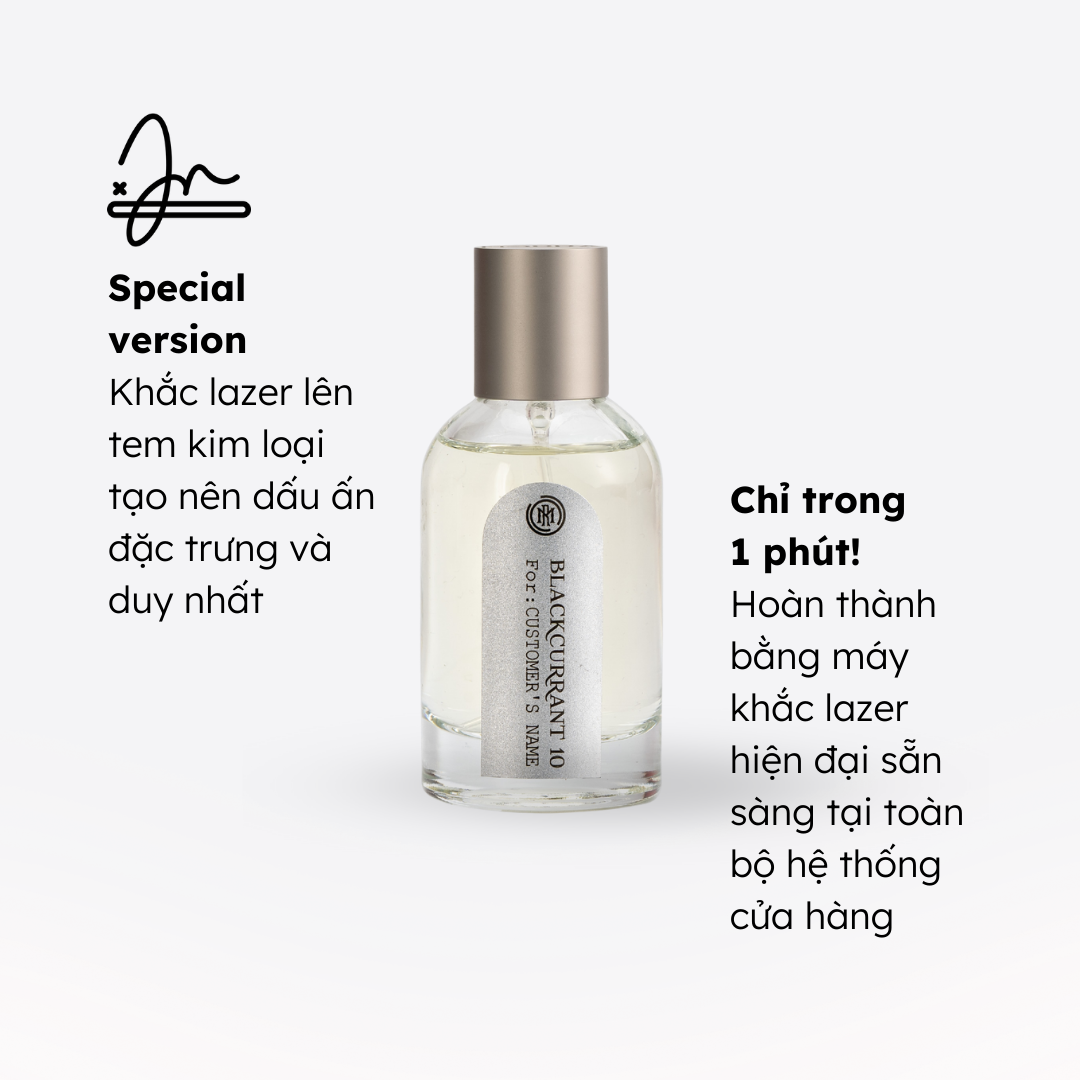 Special
version
Khắc lazer lên
tem kim loại
tạo nên dấu ấn
đặc trưng và
duy nhất
BLACKCURRANT 10
For:CUSTOMER'S NAME
Chỉ trong
1 phút!
Hoàn thành
bằng máy
khắc lazer
hiện đại sẵn
sàng tại toàn
bộ hệ thống
cửa hàng